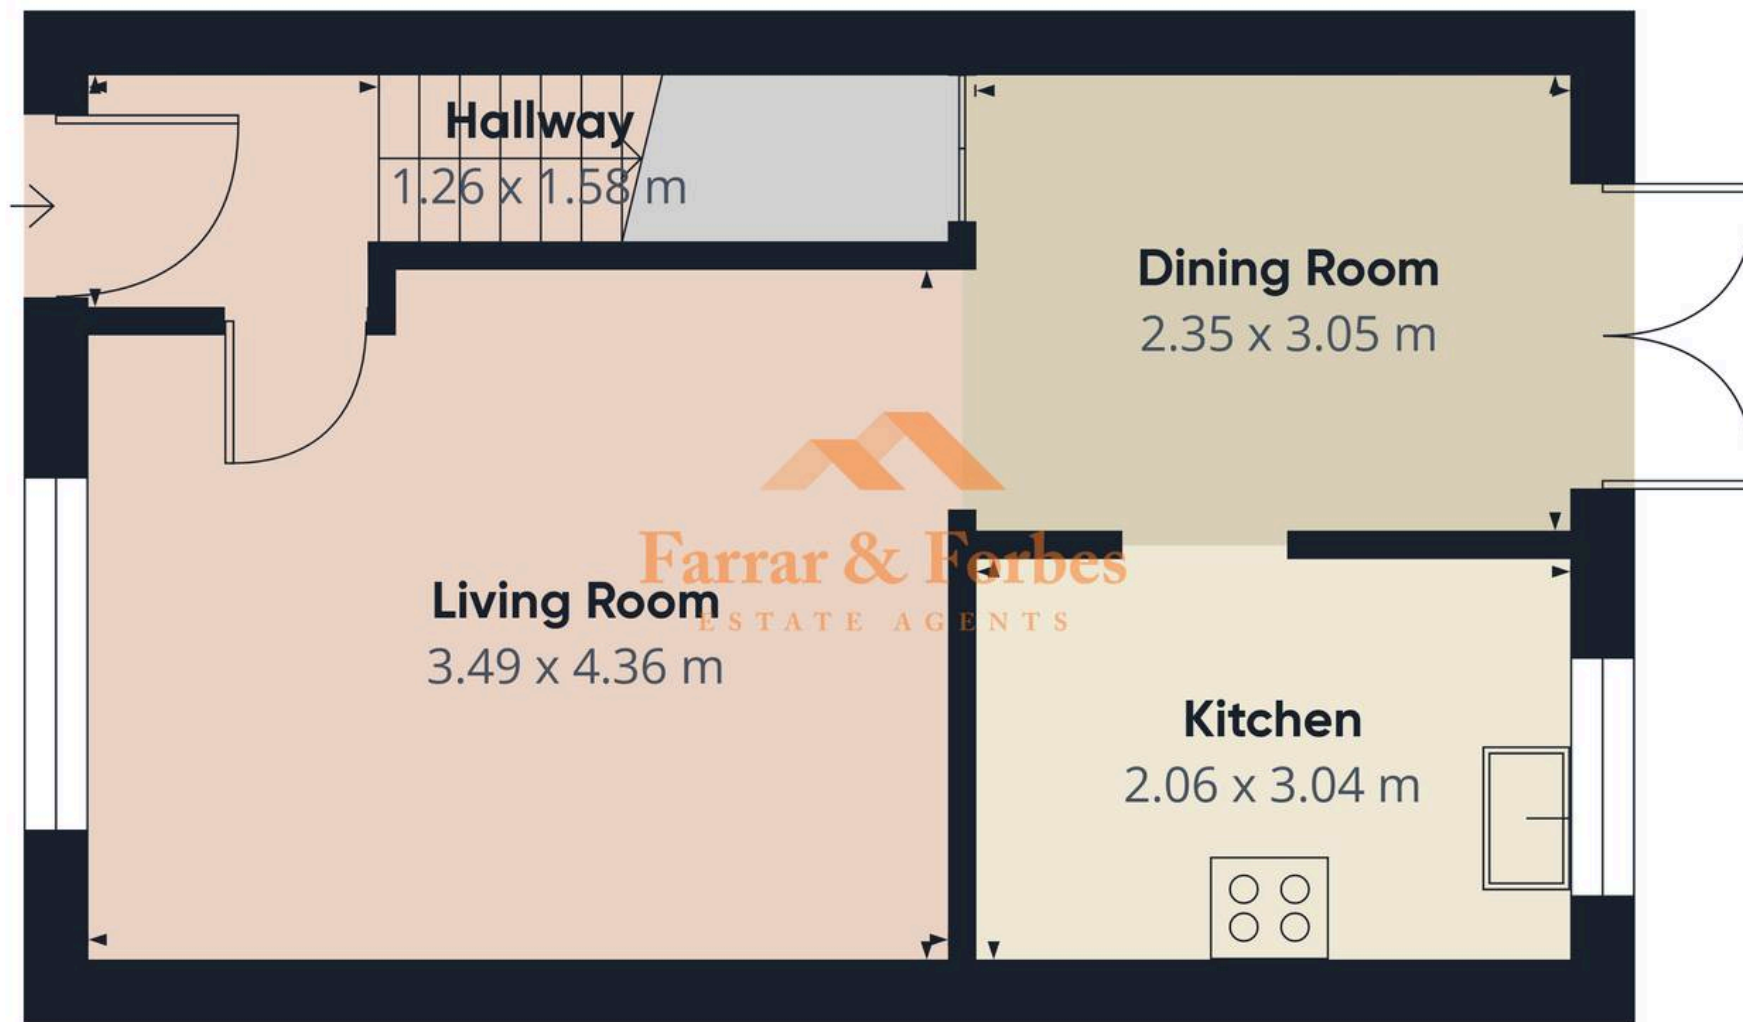 Hallway
1.26 x 1.58 m
Dining Room
2.35 x 3.05 m
Farrar & Forbes
ESTATE AGENTS
Living Room
3.49 x 4.36 m
Kitchen
2.06 x 3.04 m